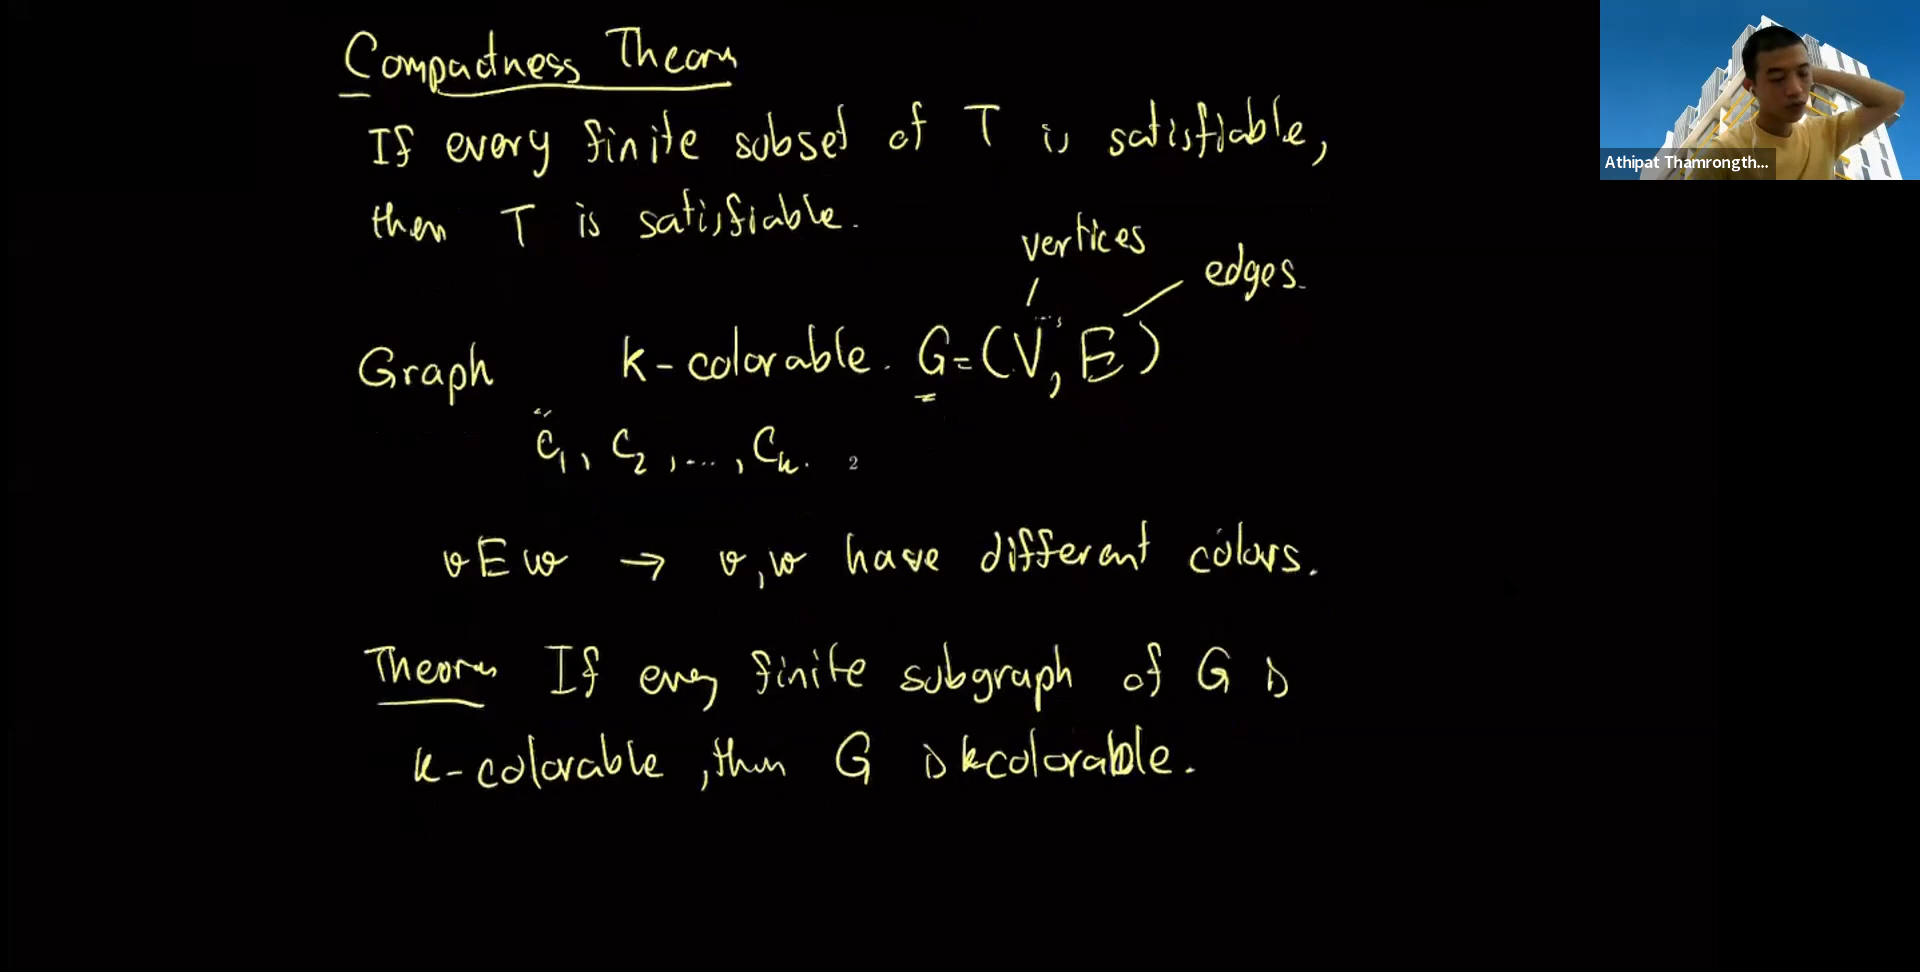 Compactness Theorem
If every finite subset of T is satisfiable,
then T is satisfiable.
vertices
edges.
Graph k-colorable. G=(V, E)
C₁, C₂, ..., Cₖ. 2
v E w → v, w have different colors.
Theorem If every finite subgraph of G is
k-colorable, then G is k colorable.
Athipat Thamrongth...